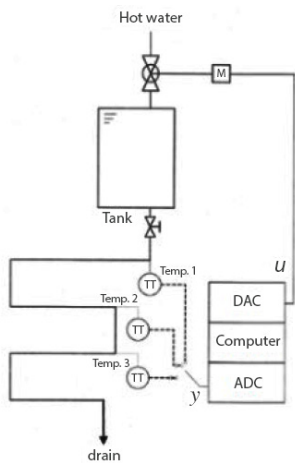 Hot water
M
Tank
Temp. 1
TT
u
Temp. 2
DAC
TT
Computer
Temp. 3
TT
ADC
y
drain